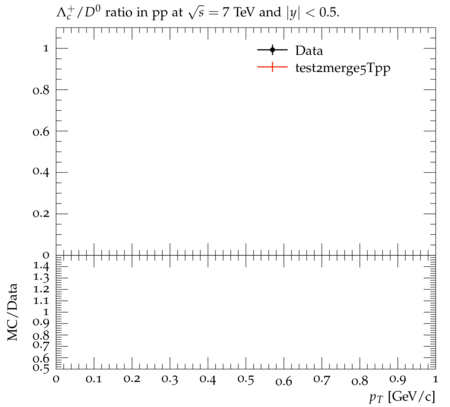 Λ_c^+/D^0 ratio in pp at √s = 7 TeV and |y| < 0.5.
Data
test2merge5Tpp
1
0.8
0.6
0.4
0.2
0
MC/Data
1.4
1.3
1.2
1.1
1
0.9
0.8
0.7
0.6
0.5
0 0.1 0.2 0.3 0.4 0.5 0.6 0.7 0.8 0.9 1
p_T [GeV/c]